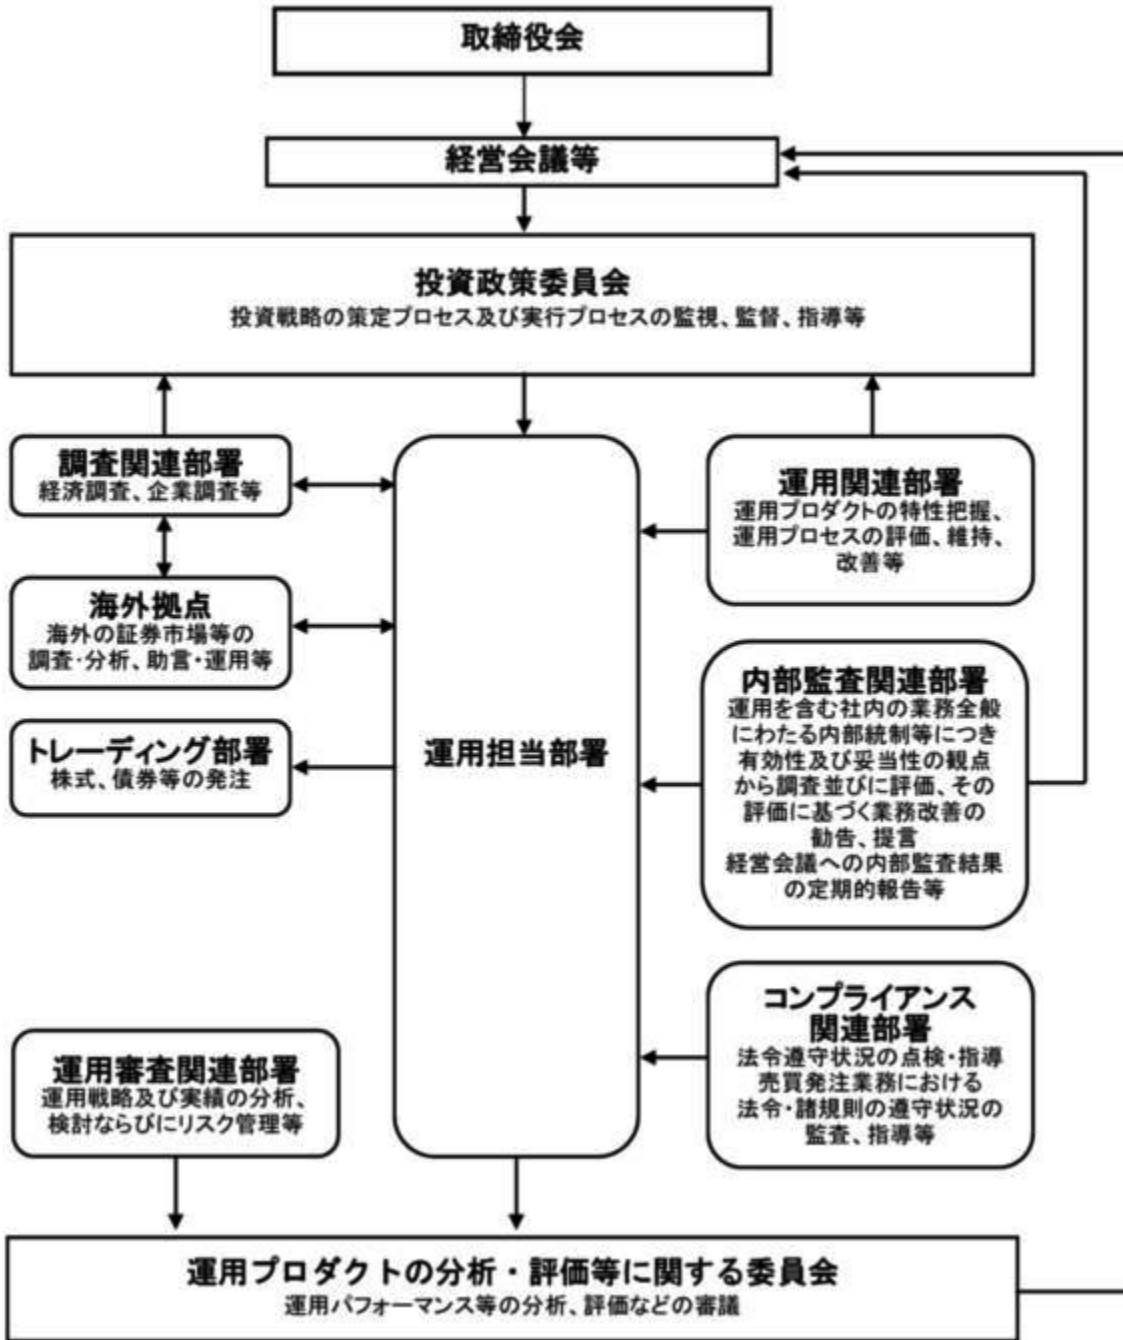 取締役会
経営会議等
投資政策委員会
投資戦略の策定プロセス及び実行プロセスの監視、監督、指導等
調査関連部署
経済調査、企業調査等
海外拠点
海外の証券市場等の
調査・分析、助言・運用等
トレーディング部署
株式、債券等の発注
運用担当部署
運用関連部署
運用プロダクトの特性把握、
運用プロセスの評価、維持、
改善等
内部監査関連部署
運用を含む社内の業務全般
にわたる内部統制等につき
有効性及び妥当性の観点
から調査並びに評価、その
評価に基づく業務改善の
勧告、提言
経営会議への内部監査結果
の定期的報告等
コンプライアンス
関連部署
法令遵守状況の点検・指導
売買発注業務における
法令・諸規則の遵守状況の
監査、指導等
運用審査関連部署
運用戦略及び実績の分析、
検討ならびにリスク管理等
運用プロダクトの分析・評価等に関する委員会
運用パフォーマンス等の分析、評価などの審議